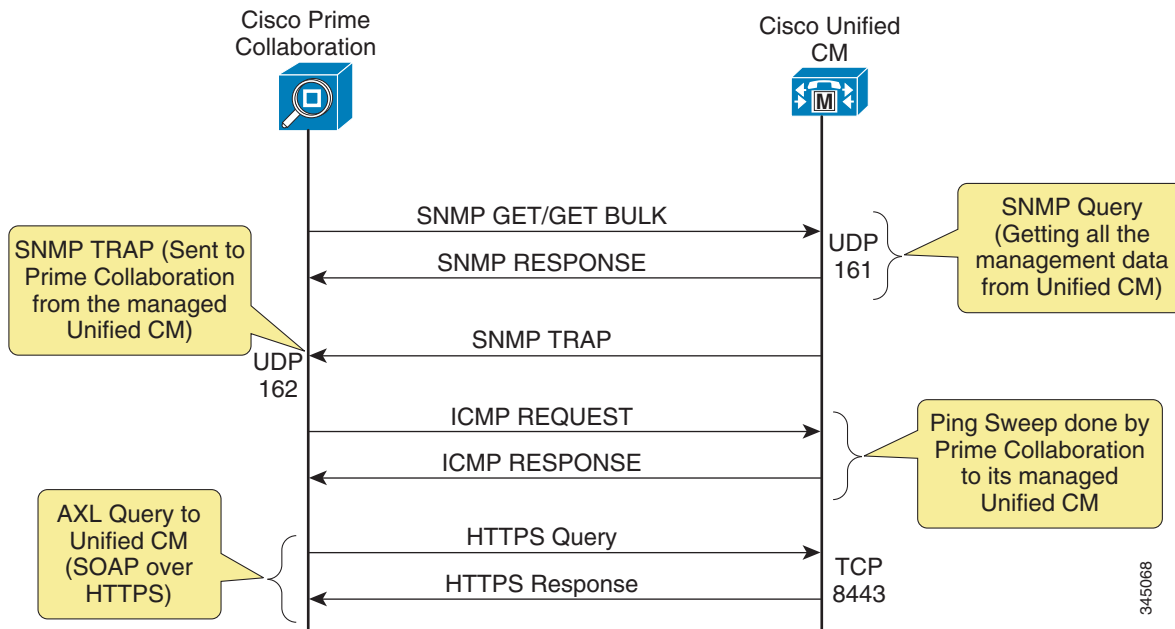 Cisco Prime
Collaboration
Cisco Unified
CM
M
SNMP GET/GET BULK
SNMP Query
(Getting all the
management data
from Unified CM)
UDP
161
SNMP TRAP (Sent to
Prime Collaboration
from the managed
Unified CM)
SNMP RESPONSE
SNMP TRAP
UDP
162
ICMP REQUEST
Ping Sweep done by
Prime Collaboration
to its managed
Unified CM
ICMP RESPONSE
AXL Query to
Unified CM
(SOAP over
HTTPS)
HTTPS Query
TCP
8443
HTTPS Response
345068